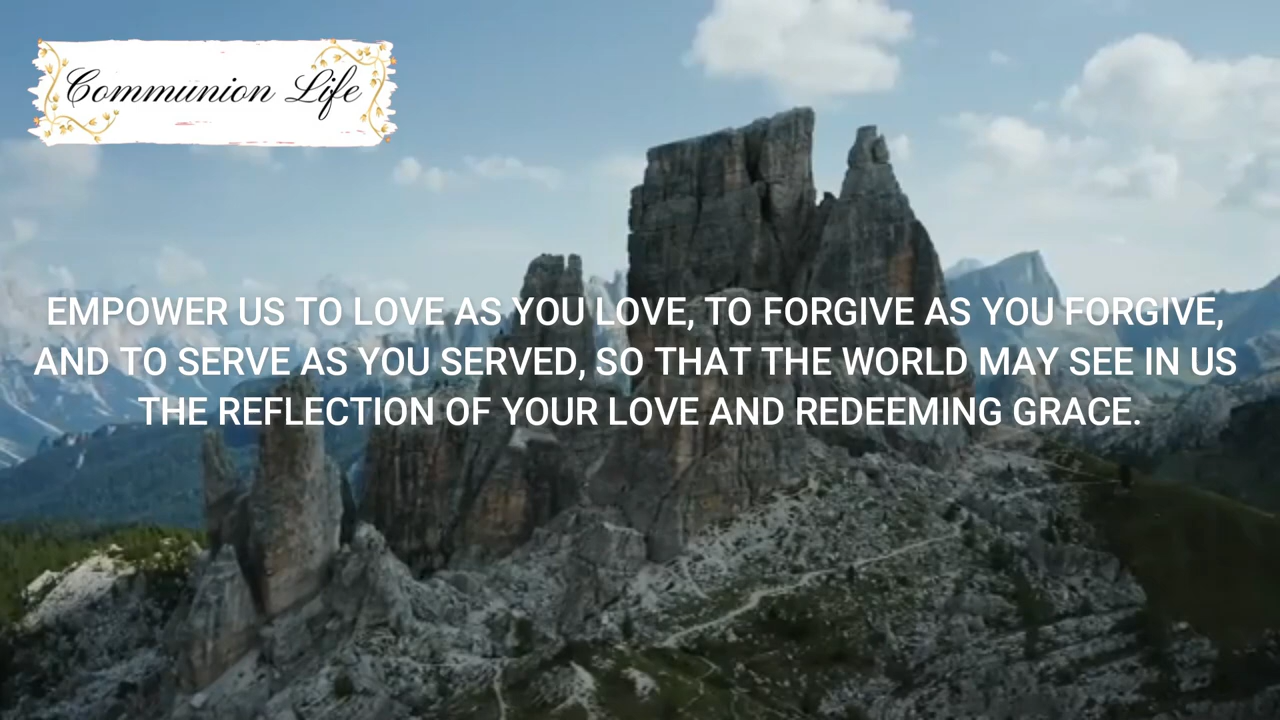 Communion Life
EMPOWER US TO LOVE AS YOU LOVE, TO FORGIVE AS YOU FORGIVE,
AND TO SERVE AS YOU SERVED, SO THAT THE WORLD MAY SEE IN US
THE REFLECTION OF YOUR LOVE AND REDEEMING GRACE.